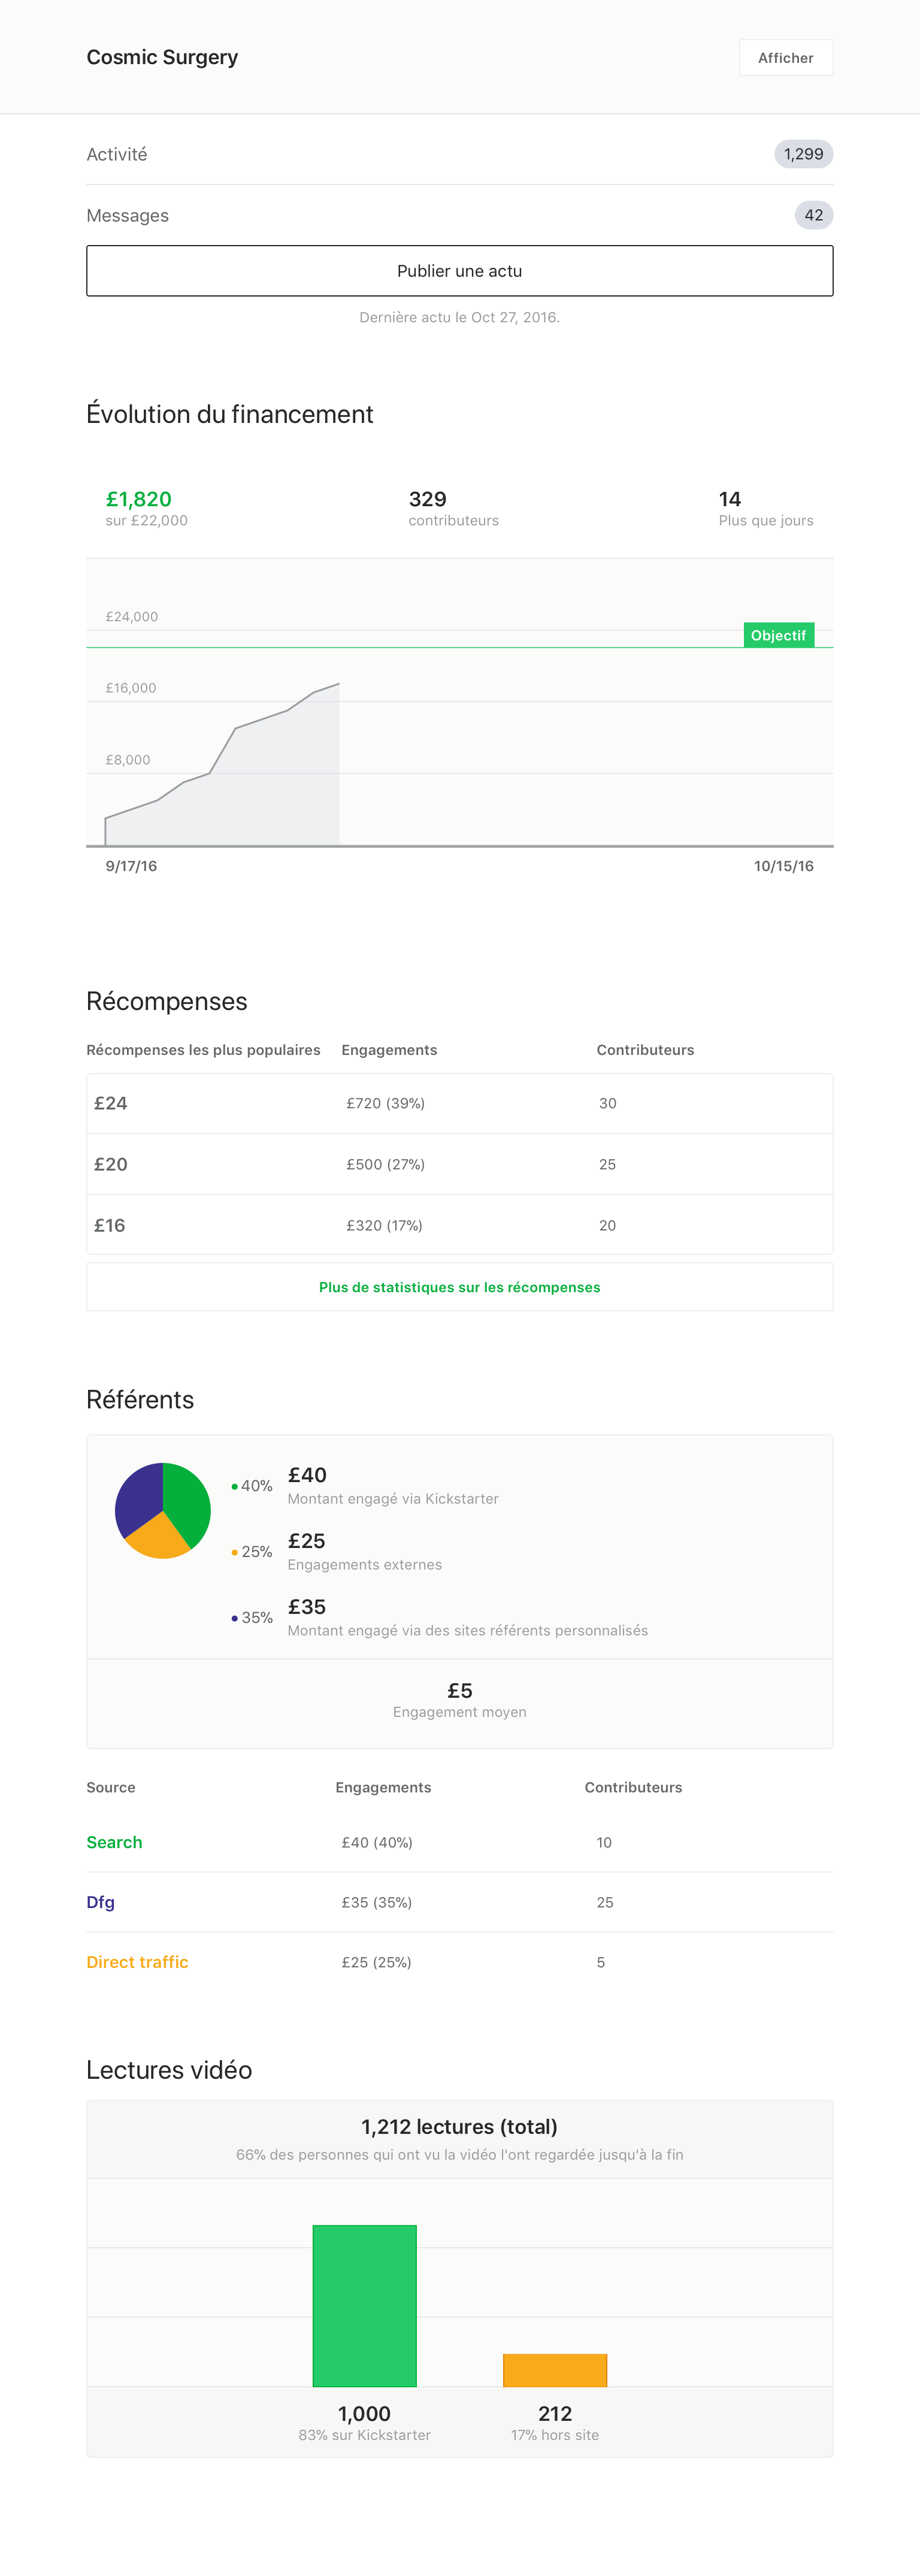 Cosmic Surgery
Afficher
Activité
1,299
Messages
42
Publier une actu
Dernière actu le Oct 27, 2016.
Évolution du financement
£1,820
sur £22,000
329
contributeurs
14
Plus que jours
£24,000
Objectif
£16,000
£8,000
9/17/16
10/15/16
Récompenses
Récompenses les plus populaires Engagements Contributeurs
£24 £720 (39%) 30
£20 £500 (27%) 25
£16 £320 (17%) 20
Plus de statistiques sur les récompenses
Référents
40%
£40
Montant engagé via Kickstarter
25%
£25
Engagements externes
35%
£35
Montant engagé via des sites référents personnalisés
£5
Engagement moyen
Source Engagements Contributeurs
Search £40 (40%) 10
Dfg £35 (35%) 25
Direct traffic £25 (25%) 5
Lectures vidéo
1,212 lectures (total)
66% des personnes qui ont vu la vidéo l'ont regardée jusqu'à la fin
1,000
83% sur Kickstarter
212
17% hors site